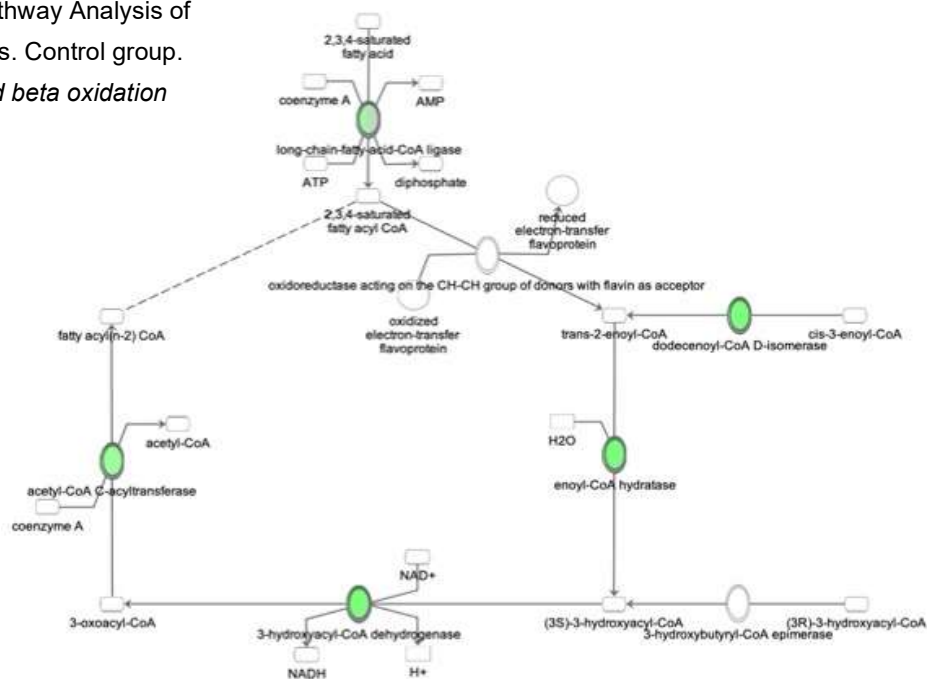 thway Analysis of
s. Control group.
d beta oxidation
2,3,4-saturated
fatty acid
coenzyme A
AMP
long-chain-fatty-acid-CoA ligase
ATP
diphosphate
2,3,4-saturated
fatty acyl CoA
reduced
electron-transfer
flavoprotein
oxidoreductase acting on the CH-CH group of donors with flavin as acceptor
oxidized
electron-transfer
flavoprotein
fatty acyl(n-2) CoA
trans-2-enoyl-CoA
cis-3-enoyl-CoA
dodecenoyl-CoA D-isomerase
acetyl-CoA
H2O
acetyl-CoA C-acyltransferase
enoyl-CoA hydratase
coenzyme A
NAD+
3-oxoacyl-CoA
3-hydroxyacyl-CoA dehydrogenase
(3S)-3-hydroxyacyl-CoA
3-hydroxybutyryl-CoA epimerase
(3R)-3-hydroxyacyl-CoA
NADH
H+